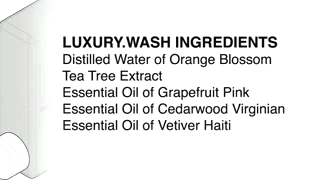 LUXURY.WASH INGREDIENTS
Distilled Water of Orange Blossom
Tea Tree Extract
Essential Oil of Grapefruit Pink
Essential Oil of Cedarwood Virginian
Essential Oil of Vetiver Haiti